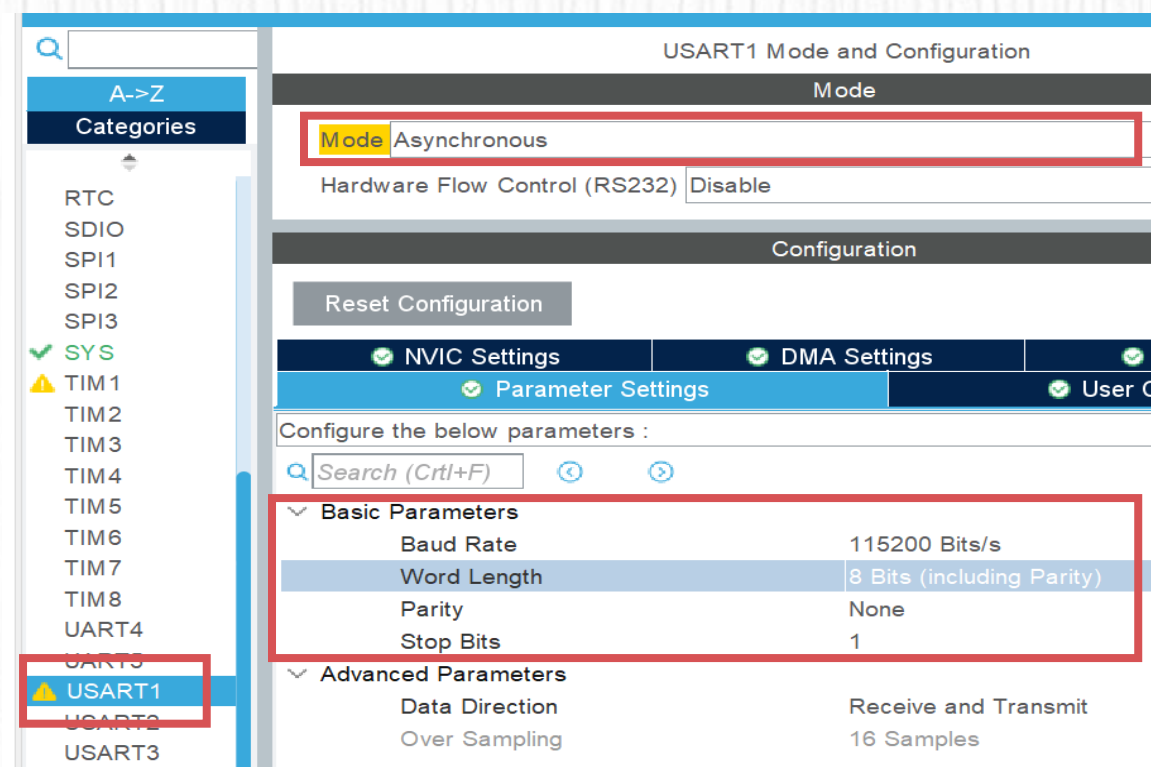 USART1 Mode and Configuration
A->Z
Categories
Mode
Mode Asynchronous
Hardware Flow Control (RS232) Disable
RTC
SDIO
SPI1
SPI2
SPI3
SYS
TIM1
TIM2
TIM3
TIM4
TIM5
TIM6
TIM7
TIM8
UART4
UART5
USART1
USART2
USART3
Configuration
Reset Configuration
NVIC Settings
DMA Settings
Parameter Settings
User C
Configure the below parameters :
Search (Crtl+F)
Basic Parameters
Baud Rate 115200 Bits/s
Word Length 8 Bits (including Parity)
Parity None
Stop Bits 1
Advanced Parameters
Data Direction Receive and Transmit
Over Sampling 16 Samples